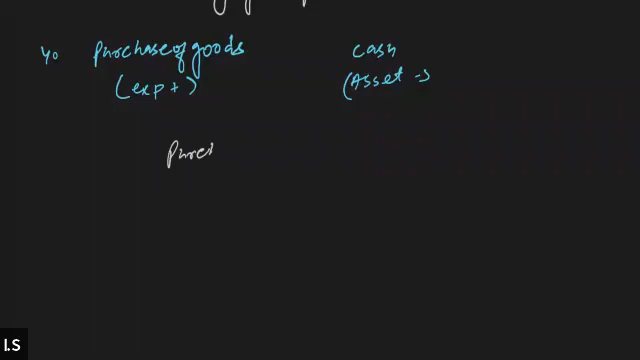 40 purchase of goods cash
(exp +) (Asset →
Purch
I.S